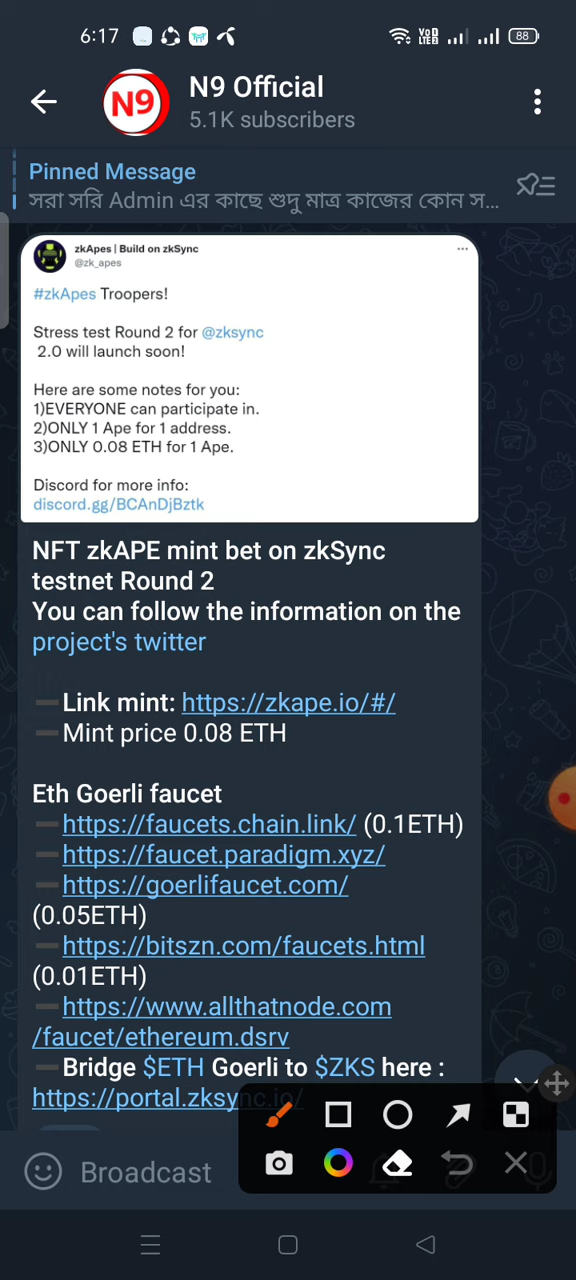 6:17
Vo)
LTE2
88
N9
N9 Official
5.1K subscribers
Pinned Message
সরা সরি Admin এর কাছে শুদু মাত্র কাজের কোন স...
zkApes | Build on zkSync
@zk_apes
#zkApes Troopers!
Stress test Round 2 for @zksync
2.0 will launch soon!
Here are some notes for you:
1)EVERYONE can participate in.
2)ONLY 1 Ape for 1 address.
3)ONLY 0.08 ETH for 1 Ape.
Discord for more info:
discord.gg/BCAnDjBztk
NFT zkAPE mint bet on zkSync
testnet Round 2
You can follow the information on the
project's twitter
➖Link mint: https://zkape.io/#/
➖Mint price 0.08 ETH
Eth Goerli faucet
➖https://faucets.chain.link/ (0.1ETH)
➖https://faucet.paradigm.xyz/
➖https://goerlifaucet.com/
(0.05ETH)
➖https://bitszn.com/faucets.html
(0.01ETH)
➖https://www.allthatnode.com
/faucet/ethereum.dsrv
➖Bridge $ETH Goerli to $ZKS here :
https://portal.zksync.io/
Broadcast